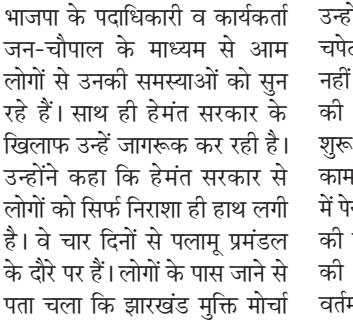 भाजपा के पदाधिकारी व कार्यकर्ता
जन-चौपाल के माध्यम से आम
लोगों से उनकी समस्याओं को सुन
रहे हैं। साथ ही हेमंत सरकार के
खिलाफ उन्हें जागरूक कर रही है।
उन्होंने कहा कि हेमंत सरकार से
लोगों को सिर्फ निराशा ही हाथ लगी
है। वे चार दिनों से पलामू प्रमंडल
के दौरे पर हैं। लोगों के पास जाने से
पता चला कि झारखंड मुक्ति मोर्चा
नहीं
की
शुरू
काम
में
की
की